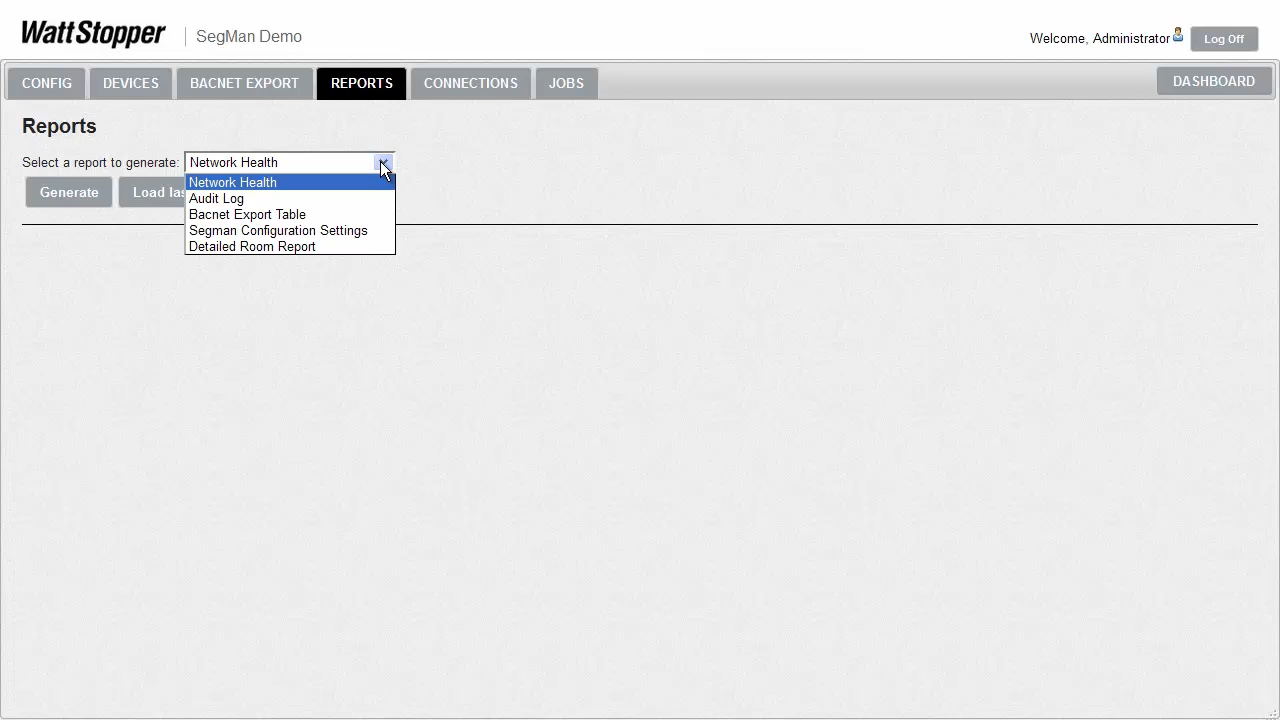 WattStopper
SegMan Demo
Welcome, Administrator
Log Off
CONFIG
DEVICES
BACNET EXPORT
REPORTS
CONNECTIONS
JOBS
DASHBOARD
Reports
Select a report to generate:
Network Health
Generate
Load
Network Health
Audit Log
Bacnet Export Table
Segman Configuration Settings
Detailed Room Report